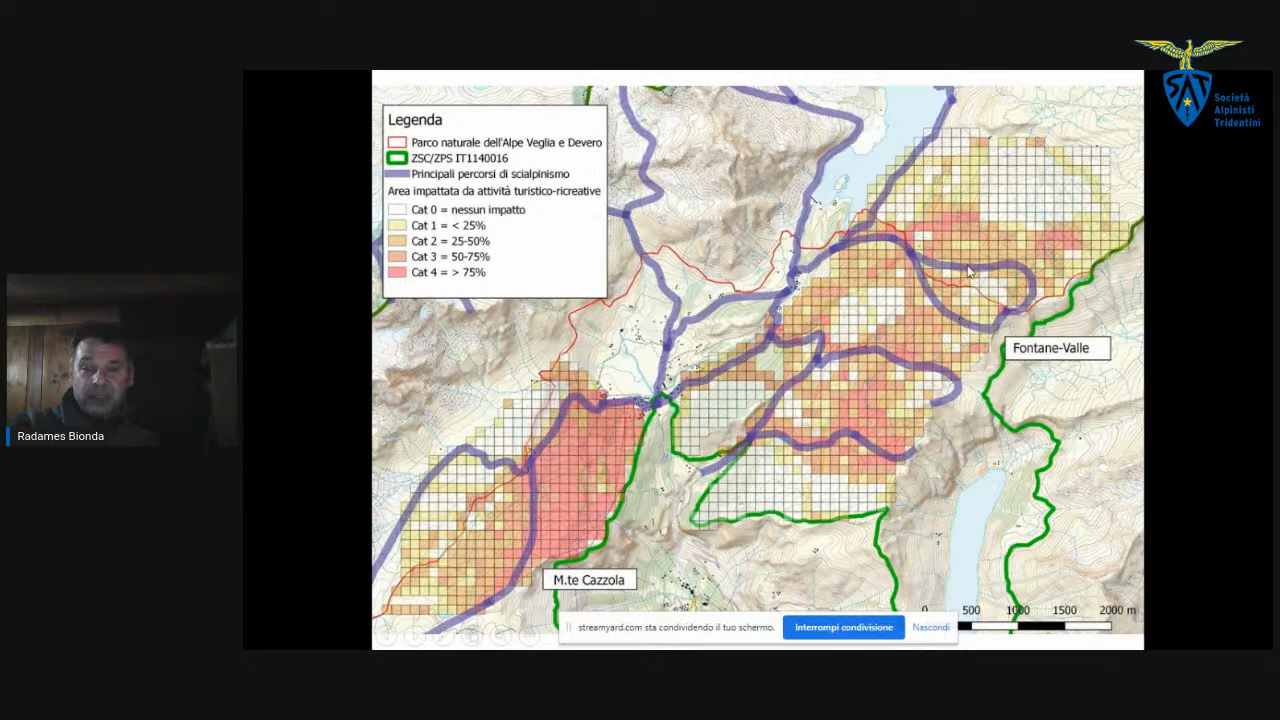 SAT
Società
Alpinisti
Tridentini
Legenda
Parco naturale dell'Alpe Veglia e Devero
ZSC/ZPS IT1140016
Principali percorsi di scialpinismo
Area impattata da attività turistico-ricreative
Cat 0 = nessun impatto
Cat 1 = < 25%
Cat 2 = 25-50%
Cat 3 = 50-75%
Cat 4 = > 75%
Fontane-Valle
Radames Bionda
M.te Cazzola
0 500 1000 1500 2000 m
streamyard.com sta condividendo il tuo schermo.
Interrompi condivisione
Nascondi